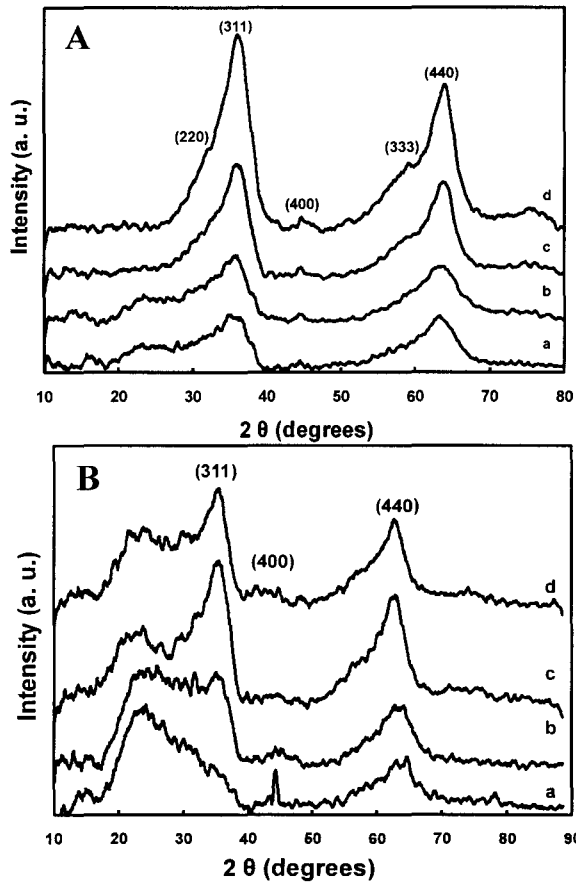 A
(311)
(440)
(220)
(333)
(400)
d
c
b
a
Intensity (a. u.)
10 20 30 40 50 60 70 80
2 θ (degrees)
B
(311)
(440)
(400)
d
c
b
a
Intensity (a. u.)
10 20 30 40 50 60 70 80 90
2 θ (degrees)